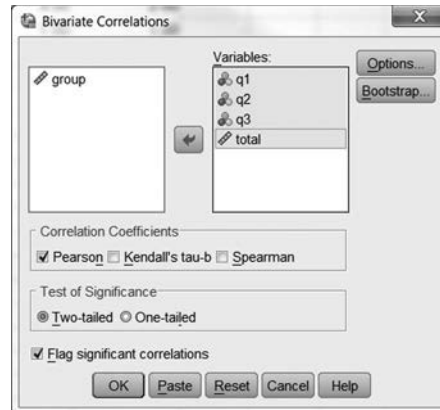 Bivariate Correlations
X
Variables:
group
q1
q2
q3
total
Options...
Bootstrap...
Correlation Coefficients
Pearson Kendall's tau-b Spearman
Test of Significance
Two-tailed One-tailed
Flag significant correlations
OK Paste Reset Cancel Help